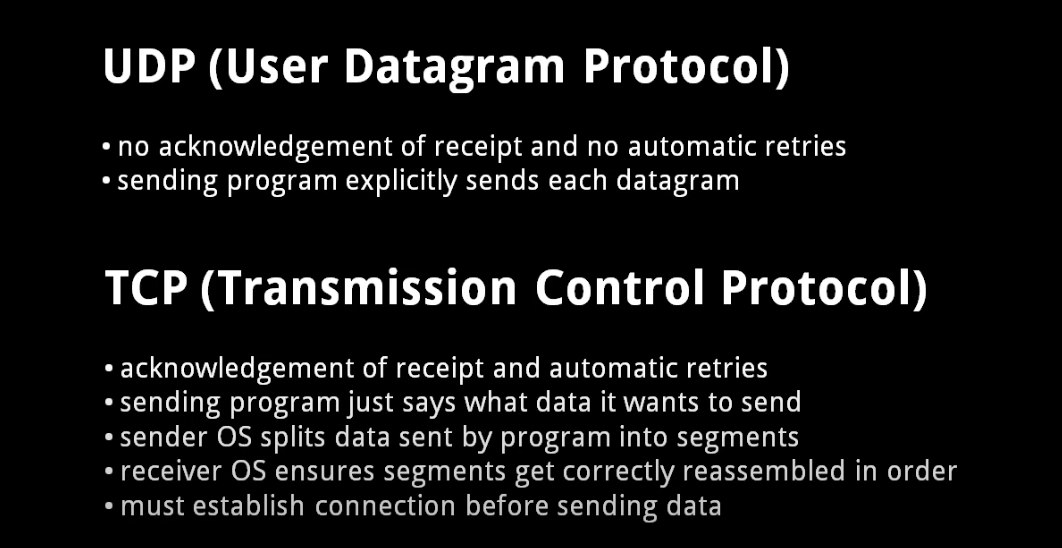 UDP (User Datagram Protocol)
• no acknowledgement of receipt and no automatic retries
• sending program explicitly sends each datagram
TCP (Transmission Control Protocol)
• acknowledgement of receipt and automatic retries
• sending program just says what data it wants to send
• sender OS splits data sent by program into segments
• receiver OS ensures segments get correctly reassembled in order
• must establish connection before sending data